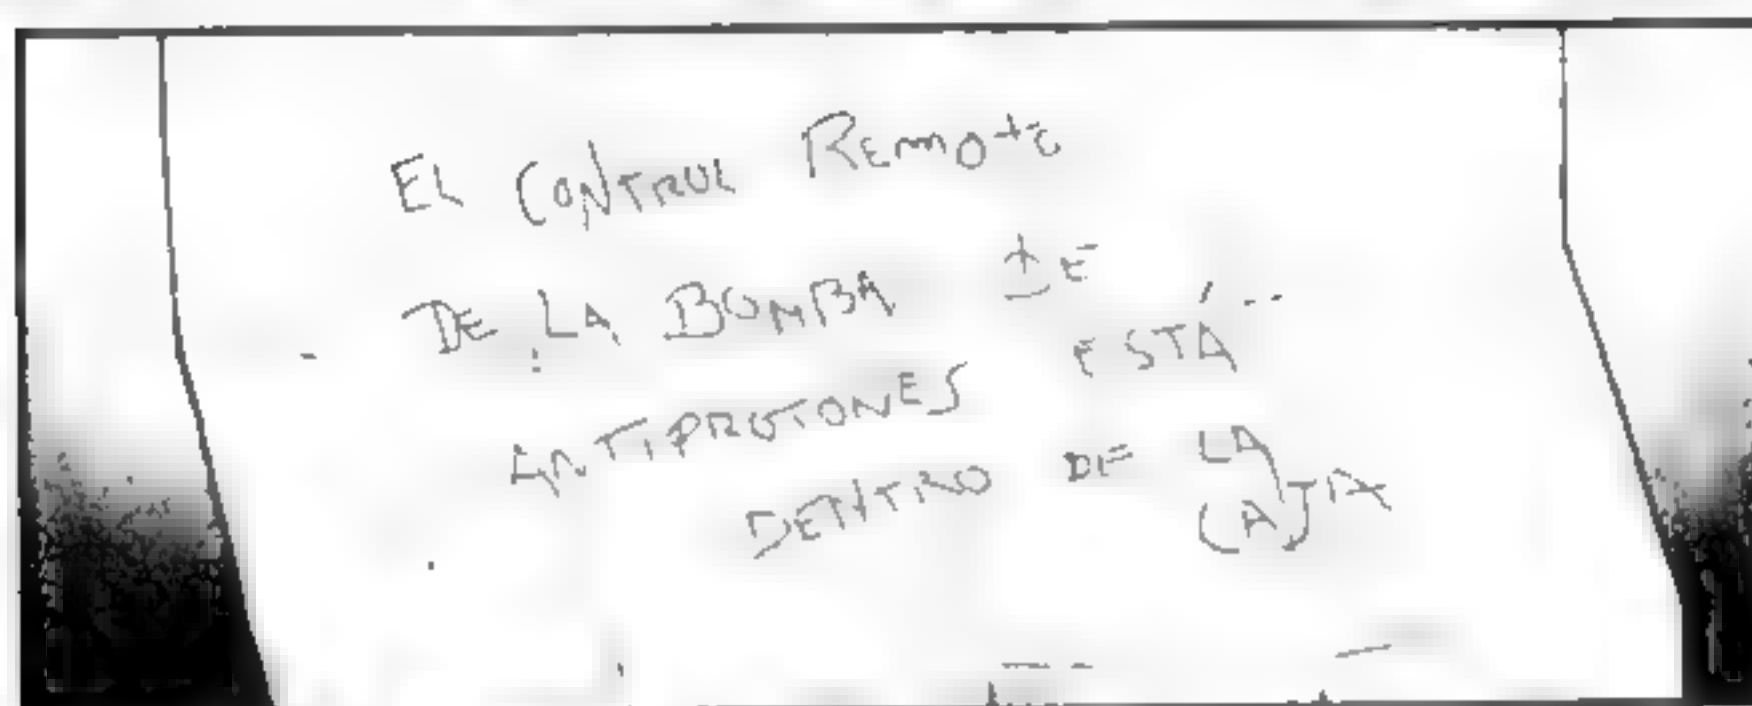 EL CONTROL REMOTO
DE LA BOMBA DE
ANTIPROTONES ESTÁ
DENTRO DE LA
CAJA